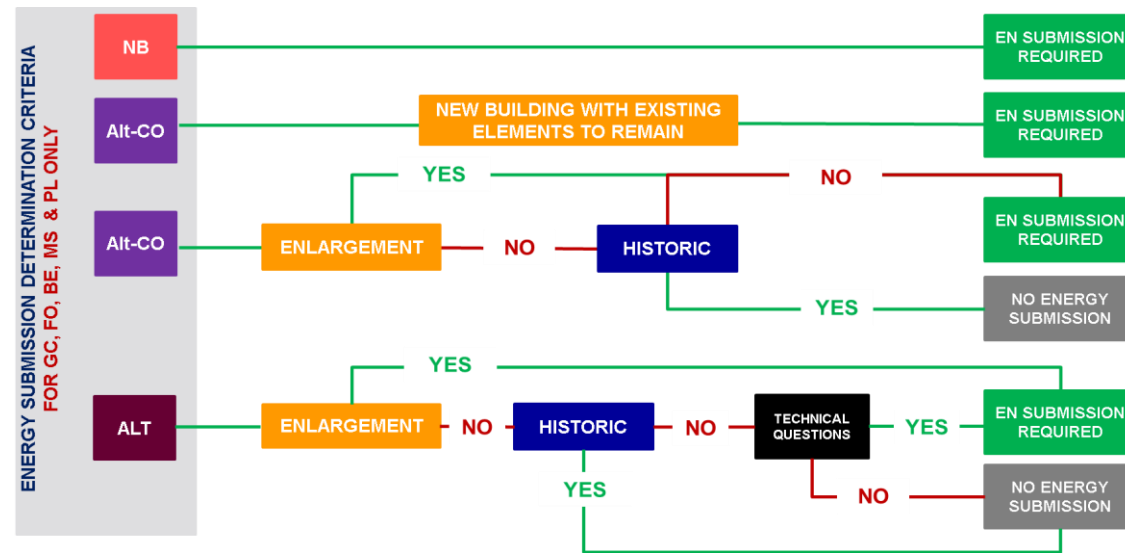 ENERGY SUBMISSION DETERMINATION CRITERIA
FOR GC, FO, BE, MS & PL ONLY
NB
EN SUBMISSION
REQUIRED
Alt-CO
NEW BUILDING WITH EXISTING
ELEMENTS TO REMAIN
EN SUBMISSION
REQUIRED
YES
NO
Alt-CO
ENLARGEMENT
NO
HISTORIC
EN SUBMISSION
REQUIRED
YES
NO ENERGY
SUBMISSION
YES
ALT
ENLARGEMENT
NO
HISTORIC
NO
TECHNICAL
QUESTIONS
YES
EN SUBMISSION
REQUIRED
YES
NO
NO ENERGY
SUBMISSION